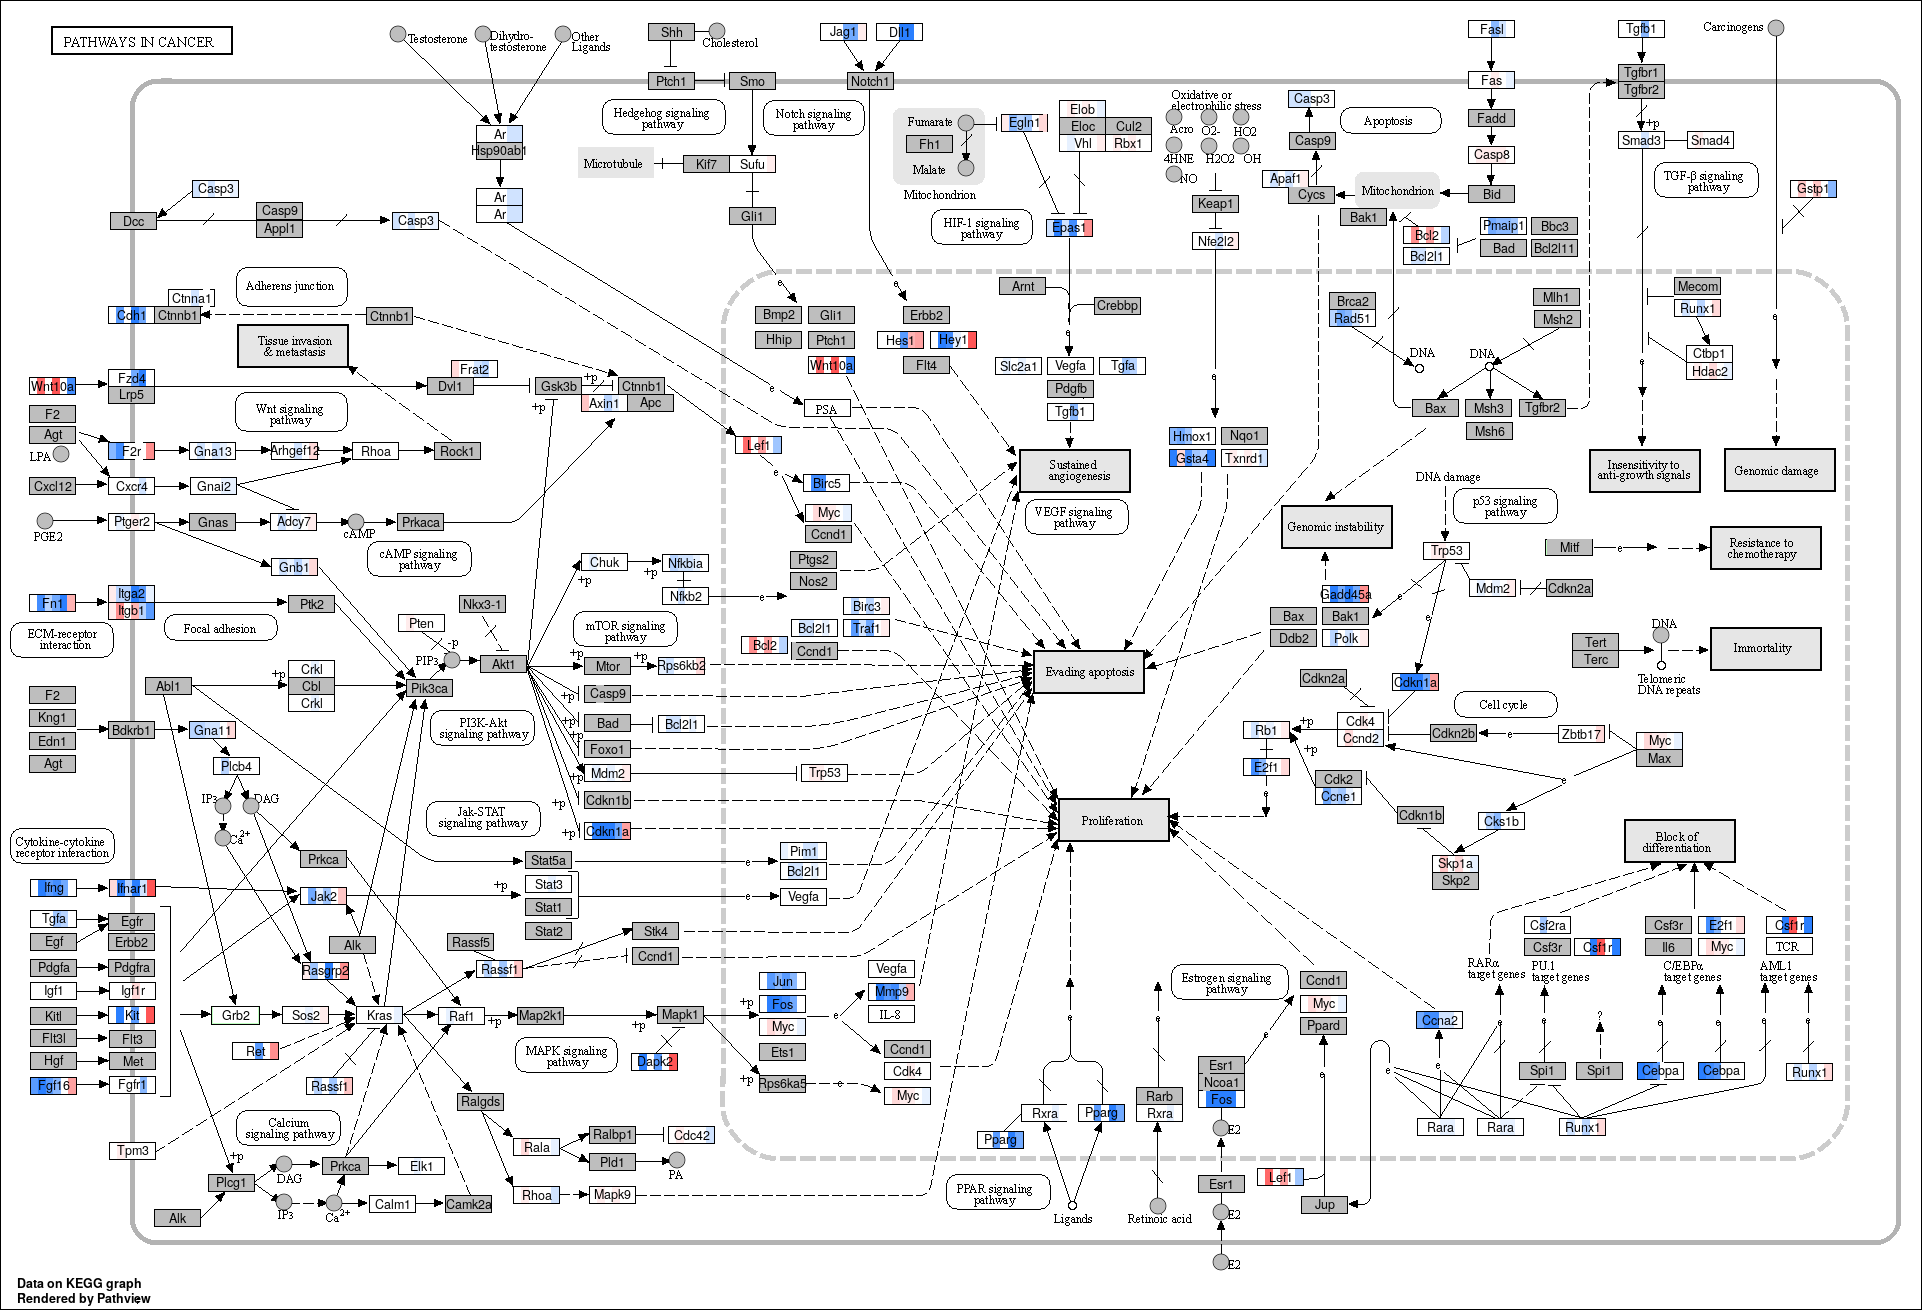 PATHWAYS IN CANCER
Testosterone
Dihydro-
testosterone
Other
Ligands
Shh
Cholesterol
Jag1
Dll1
Fasl
Tgfb1
Carcinogens
Ptch1
Smo
Notch1
Fas
Tgfbr1
Tgfbr2
Hedgehog signaling
pathway
Notch signaling
pathway
Oxidative or
electrophilic stress
Casp3
Apoptosis
Fadd
Ar
Hsp90ab1
Fumarate
Fh1
Malate
Mitochondrion
Egln1
Elob
Eloc
Cul2
Vhl
Rbx1
Acro
O2-
HO2
4HNE
H2O2
OH
NO
Casp9
Casp8
+p
Smad3
Smad4
Microtubule
Kif7
Sufu
TGF-β signaling
pathway
Apaf1
Cycs
Mitochondrion
Bid
Gstp1
Casp3
Dcc
Casp9
Appl1
Casp3
Ar
Ar
Gli1
HIF-1 signaling
pathway
Epas1
Keap1
Nfe2l2
Bak1
Bcl2
Bcl2l1
Pmaip1
Bbc3
Bad
Bcl2l11
Adherens junction
Ctnna1
Cdh1
Ctnnb1
Ctnnb1
Tissue invasion
& metastasis
e
e
Bmp2
Gli1
Erbb2
Hhip
Ptch1
Hes1
Hey1
Wnt10a
Flt4
Arnt
Crebbp
e
Slc2a1
Vegfa
Tgfa
Pdgfb
Tgfb1
Brca2
Rad51
Mlh1
Msh2
DNA
DNA
Mecom
Runx1
Ctbp1
Hdac2
e
e
e
Wnt10a
Fzd4
Lrp5
Frat2
Dvl1
Gsk3b
+p
Ctnnb1
+p
Axin1
Apc
e
PSA
Bax
Msh3
Tgfbr2
Msh6
F2
Agt
LPA
Wnt signaling
pathway
F2r
Gna13
Arhgef12
Rhoa
Rock1
Lef1
e
Hmox1
Nqo1
Gsta4
Txnrd1
Sustained
angiogenesis
Insensitivity to
anti-growth signals
Genomic damage
Cxcl12
Cxcr4
Gnai2
Birc5
Myc
Ccnd1
VEGF signaling
pathway
DNA damage
p53 signaling
pathway
Genomic instability
PGE2
Ptger2
Gnas
Adcy7
cAMP
Prkaca
cAMP signaling
pathway
Gnb1
Chuk
+p
+p
Nfkbia
Nfkb2
e
Ptgs2
Nos2
Trp53
Mitf
e
Resistance to
chemotherapy
Mdm2
Cdkn2a
Fn1
Itga2
Itgb1
Ptk2
Nkx3-1
ECM-receptor
interaction
Focal adhesion
Pten
-p
PIP3
Akt1
mTOR signaling
pathway
Birc3
Bcl2l1
Traf1
Bcl2
Ccnd1
Gadd45a
Bax
Bak1
Ddb2
Polk
e
Tert
Terc
e
DNA
Telomeric
DNA repeats
Immortality
+p
Mtor
+p
Rps6kb2
Evading apoptosis
Abl1
+p
Crkl
Cbl
Crkl
Pik3ca
+p
Casp9
Cdkn2a
Cdkn1a
F2
Kng1
Edn1
Agt
Bdkrb1
Gna11
PI3K-Akt
signaling pathway
+p
Bad
Bcl2l1
+p
Foxo1
Cell cycle
Rb1
+p
Cdk4
Ccnd2
Cdkn2b
e
Zbtb17
Myc
Max
Plcb4
+p
Mdm2
Trp53
E2f1
+p
e
Cdk2
Ccne1
e
IP3
DAG
Ca2+
+p
Cdkn1b
Jak-STAT
signaling pathway
+p
Cdkn1a
Proliferation
Cdkn1b
Cks1b
Block of
differentiation
Cytokine-cytokine
receptor interaction
Prkca
Stat5a
e
Pim1
Bcl2l1
Skp1a
Skp2
Ifng
Ifnar1
Jak2
+p
Stat3
Stat1
Stat2
e
Vegfa
Tgfa
Egf
Egfr
Erbb2
Alk
Rassf5
Stk4
Ccnd1
Csf2ra
Csf3r
Csf1r
Csf3r
E2f1
Il6
Myc
Csf1r
TCR
Pdgfa
Pdgfra
Rasgrp2
Rassf1
RARα
target genes
PU.1
target genes
C/EBPα
target genes
AML1
target genes
Igf1
Igf1r
Jun
Fos
Myc
Ets1
+p
Vegfa
Mmp9
IL-8
e
Estrogen signaling
pathway
Ccnd1
Myc
Ppard
Kitl
Kit
Grb2
Sos2
Kras
Raf1
+p
Map2k1
+p
Mapk1
e
e
Ccna2
e
e
e
?
e
e
e
e
Flt3l
Flt3
Ret
MAPK signaling
pathway
Dapk2
Ccnd1
Cdk4
Hgf
Met
Fgf16
Fgfr1
Rassf1
+p
Rps6ka5
e
Myc
Esr1
Ncoa1
Fos
e
e
Spi1
Spi1
Cebpa
Cebpa
Runx1
Ralgds
Rxra
Pparg
Rarb
Rxra
Calcium
signaling pathway
Rara
Rara
Runx1
E2
Tpm3
+p
Rala
Ralbp1
Cdc42
Pld1
PA
Pparg
Plcg1
DAG
IP3
Prkca
Elk1
Ca2+
Calm1
Camk2a
Rhoa
Mapk9
PPAR signaling
pathway
Esr1
Lef1
Jup
Alk
Ligands
Retinoic acid
E2
E2
Data on KEGG graph
Rendered by Pathview